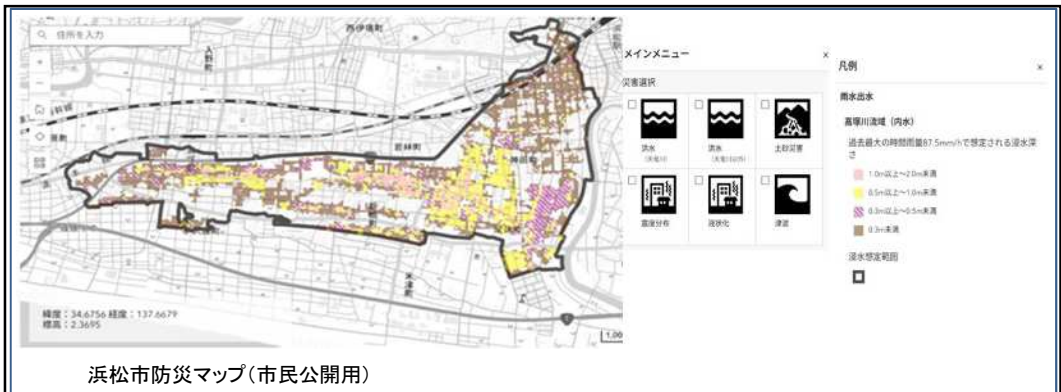 住所を入力
西伊場町
入野町
若林町
神田町
米津町
緯度：34.6756 経度：137.6679
標高：2.3695
浜松市防災マップ（市民公開用）
メインメニュー
×
災害選択
洪水
洪水
土砂災害
震度分布
液状化
津波
凡例
×
雨水出水
高塚川流域（内水）
過去最大の時間雨量87.5mm/hで想定される浸水深
さ
1.0m以上～2.0m未満
0.5m以上～1.0m未満
0.3m以上～0.5m未満
0.3m未満
浸水想定範囲